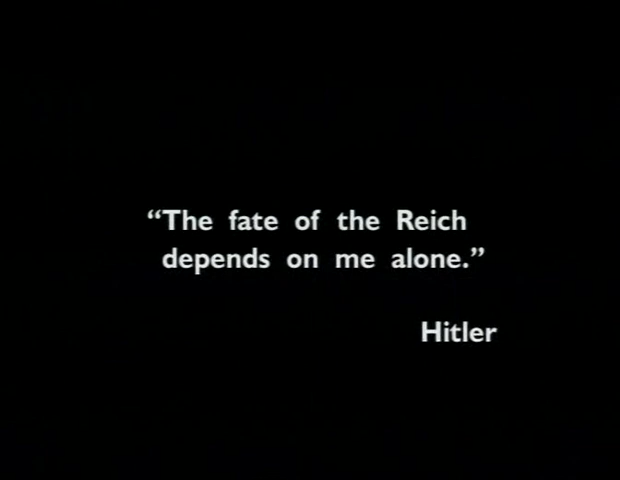 “The fate of the Reich
depends on me alone.”
Hitler